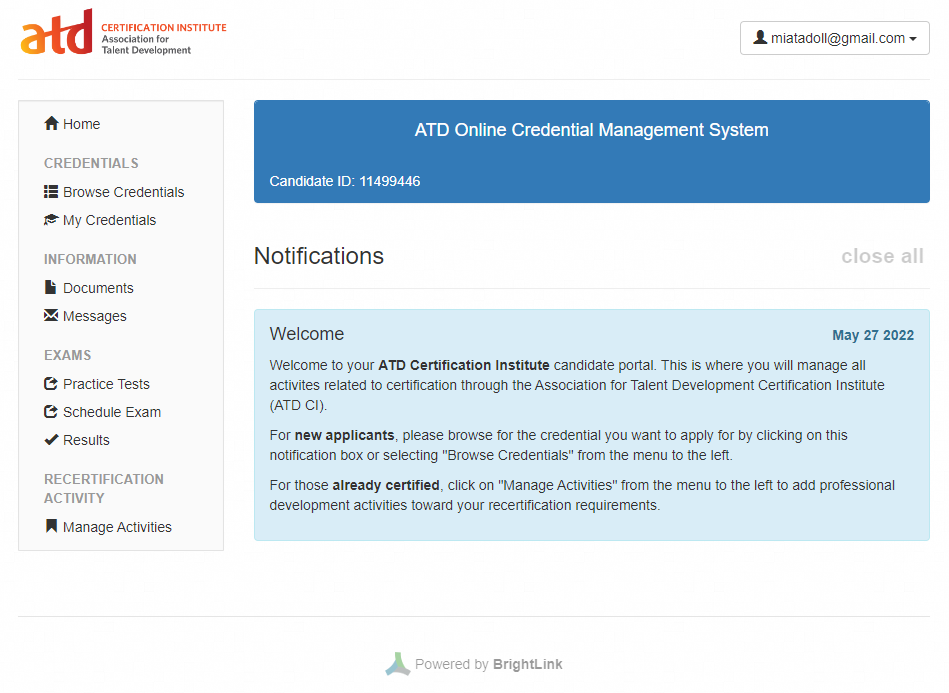 atd
CERTIFICATION INSTITUTE
Association for
Talent Development
miatadoll@gmail.com
Home
CREDENTIALS
Browse Credentials
My Credentials
INFORMATION
Documents
Messages
EXAMS
Practice Tests
Schedule Exam
Results
RECERTIFICATION
ACTIVITY
Manage Activities
ATD Online Credential Management System
Candidate ID: 11499446
Notifications
close all
Welcome
May 27 2022
Welcome to your ATD Certification Institute candidate portal. This is where you will manage all
activites related to certification through the Association for Talent Development Certification Institute
(ATD CI).
For new applicants, please browse for the credential you want to apply for by clicking on this
notification box or selecting "Browse Credentials" from the menu to the left.
For those already certified, click on "Manage Activities" from the menu to the left to add professional
development activities toward your recertification requirements.
Powered by BrightLink